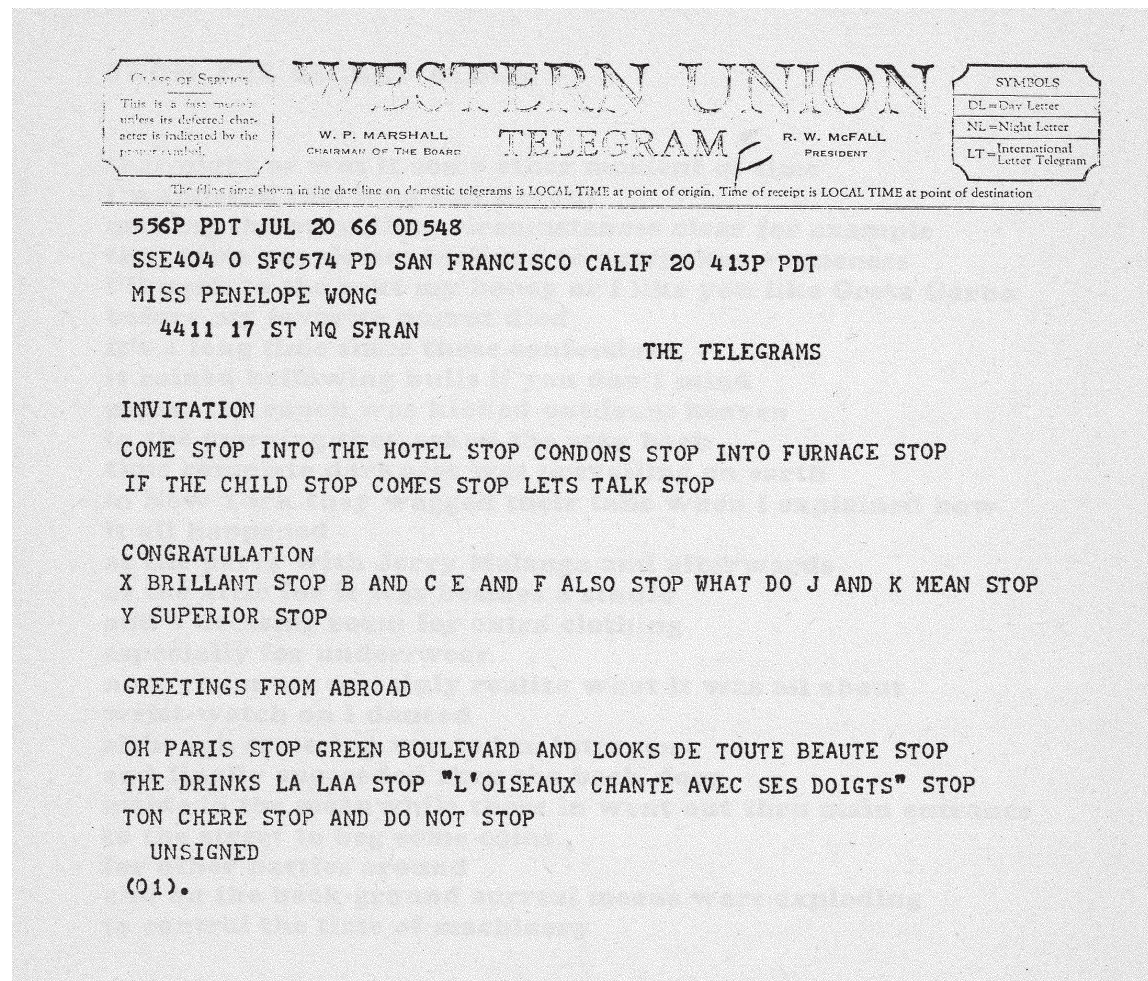 CLASS OF SERVICE
This is a fast message
unless its deferred char-
acter is indicated by the
proper symbol.
WESTERN UNION
TELEGRAM
W. P. MARSHALL
CHAIRMAN OF THE BOARD
R. W. McFALL
PRESIDENT
SYMBOLS
DL=Day Letter
NL=Night Letter
LT=International Letter Telegram
The filing time shown in the date line on domestic telegrams is LOCAL TIME at point of origin. Time of receipt is LOCAL TIME at point of destination
556P PDT JUL 20 66 OD548
SSE404 O SFC574 PD SAN FRANCISCO CALIF 20 413P PDT
MISS PENELOPE WONG
4411 17 ST MQ SFRAN
THE TELEGRAMS
INVITATION
COME STOP INTO THE HOTEL STOP CONDONS STOP INTO FURNACE STOP
IF THE CHILD STOP COMES STOP LETS TALK STOP
CONGRATULATION
X BRILLANT STOP B AND C E AND F ALSO STOP WHAT DO J AND K MEAN STOP
Y SUPERIOR STOP
GREETINGS FROM ABROAD
OH PARIS STOP GREEN BOULEVARD AND LOOKS DE TOUTE BEAUTE STOP
THE DRINKS LA LAA STOP "L'OISEAUX CHANTE AVEC SES DOIGTS" STOP
TON CHERE STOP AND DO NOT STOP
UNSIGNED
(01).